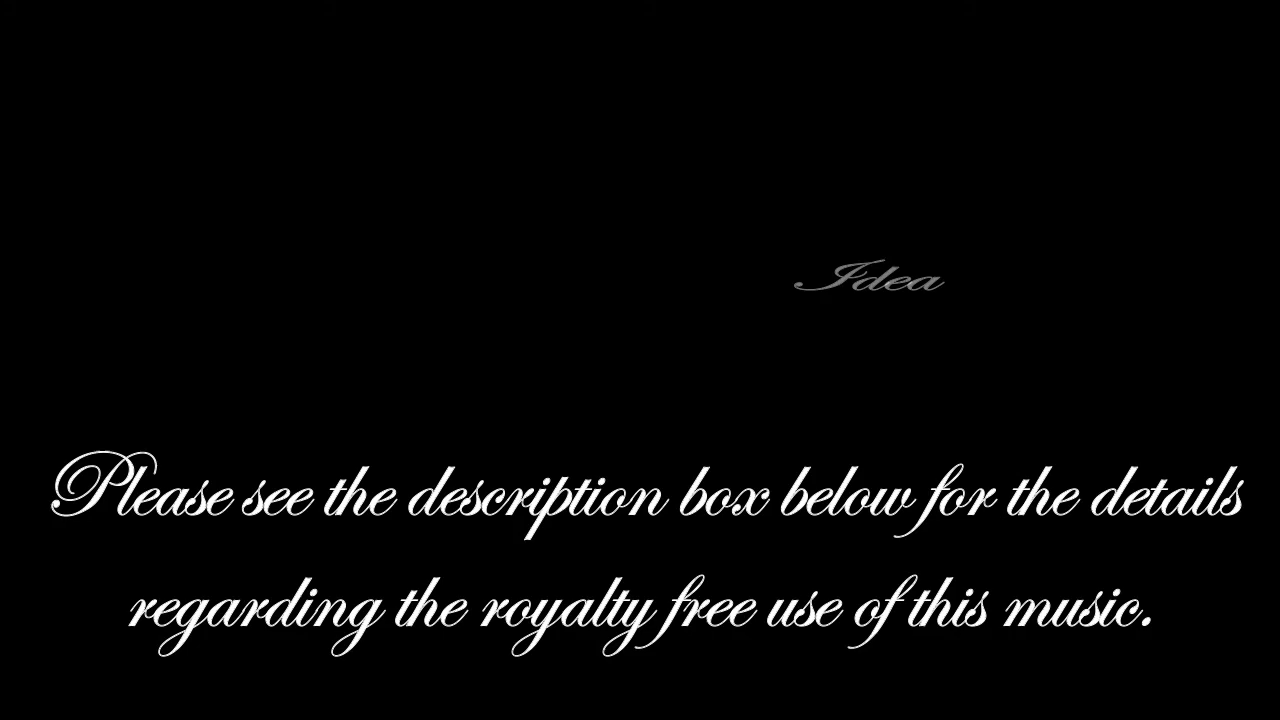 Idea
Please see the description box below for the details
regarding the royalty free use of this music.